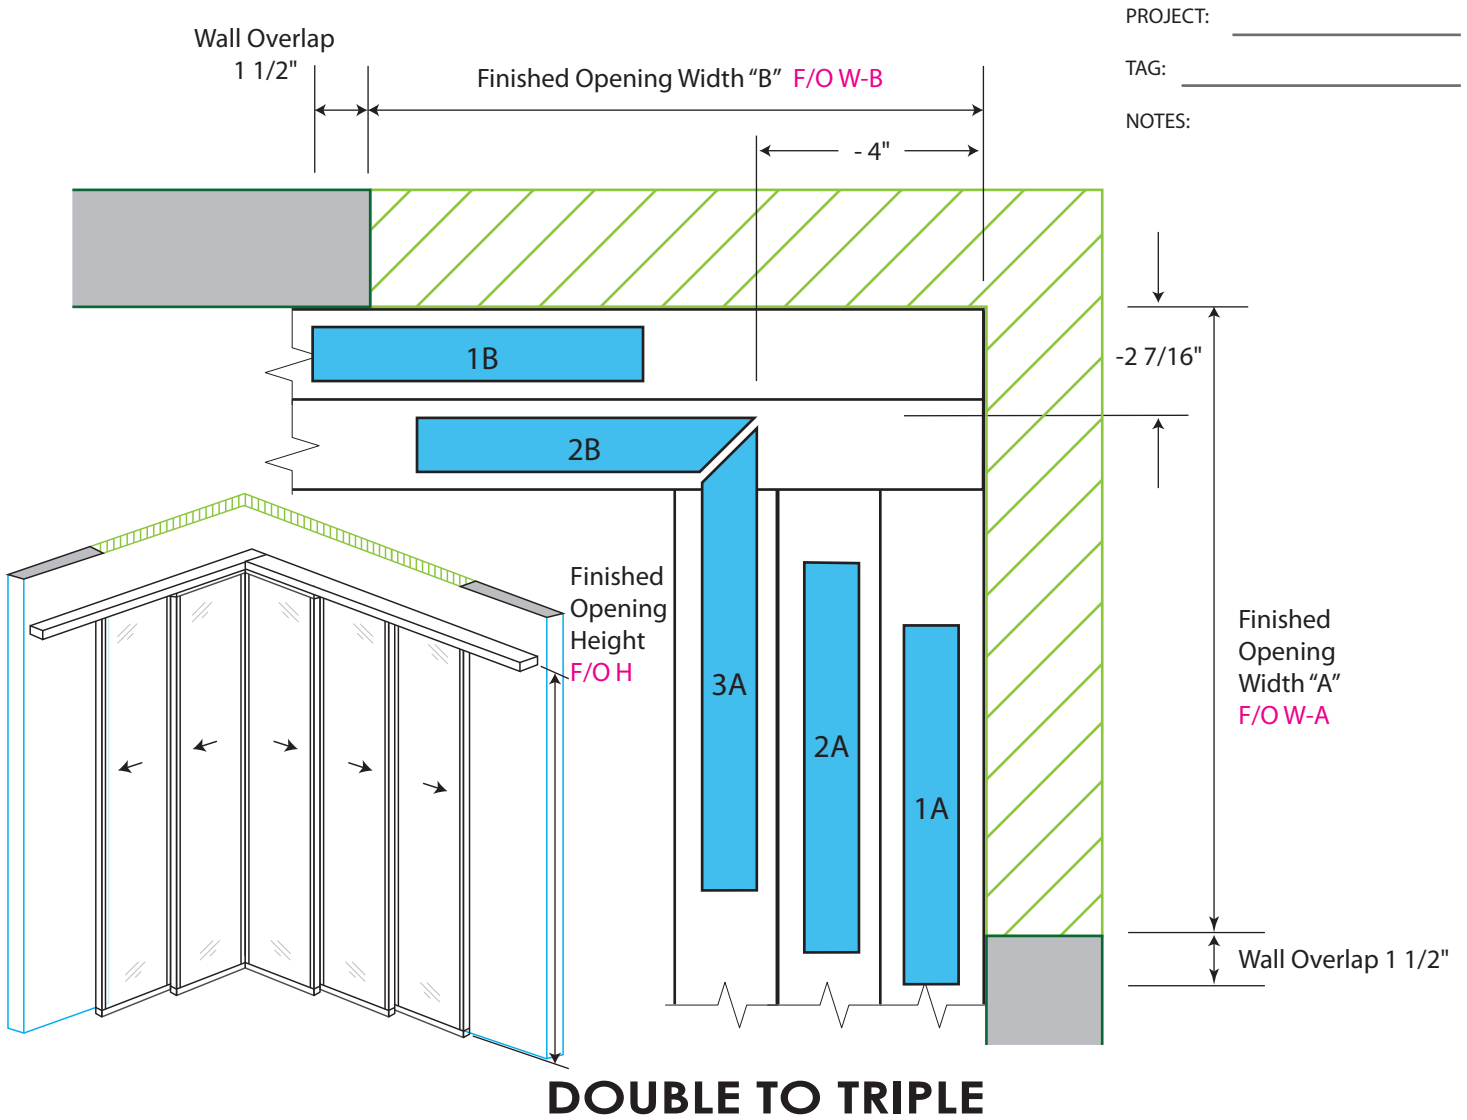 PROJECT:
TAG:
NOTES:
Wall Overlap
1 1/2"
Finished Opening Width “B” F/O W-B
- 4"
-2 7/16"
1B
2B
3A
2A
1A
Finished
Opening
Height
F/O H
Finished
Opening
Width “A”
F/O W-A
Wall Overlap 1 1/2"
DOUBLE TO TRIPLE